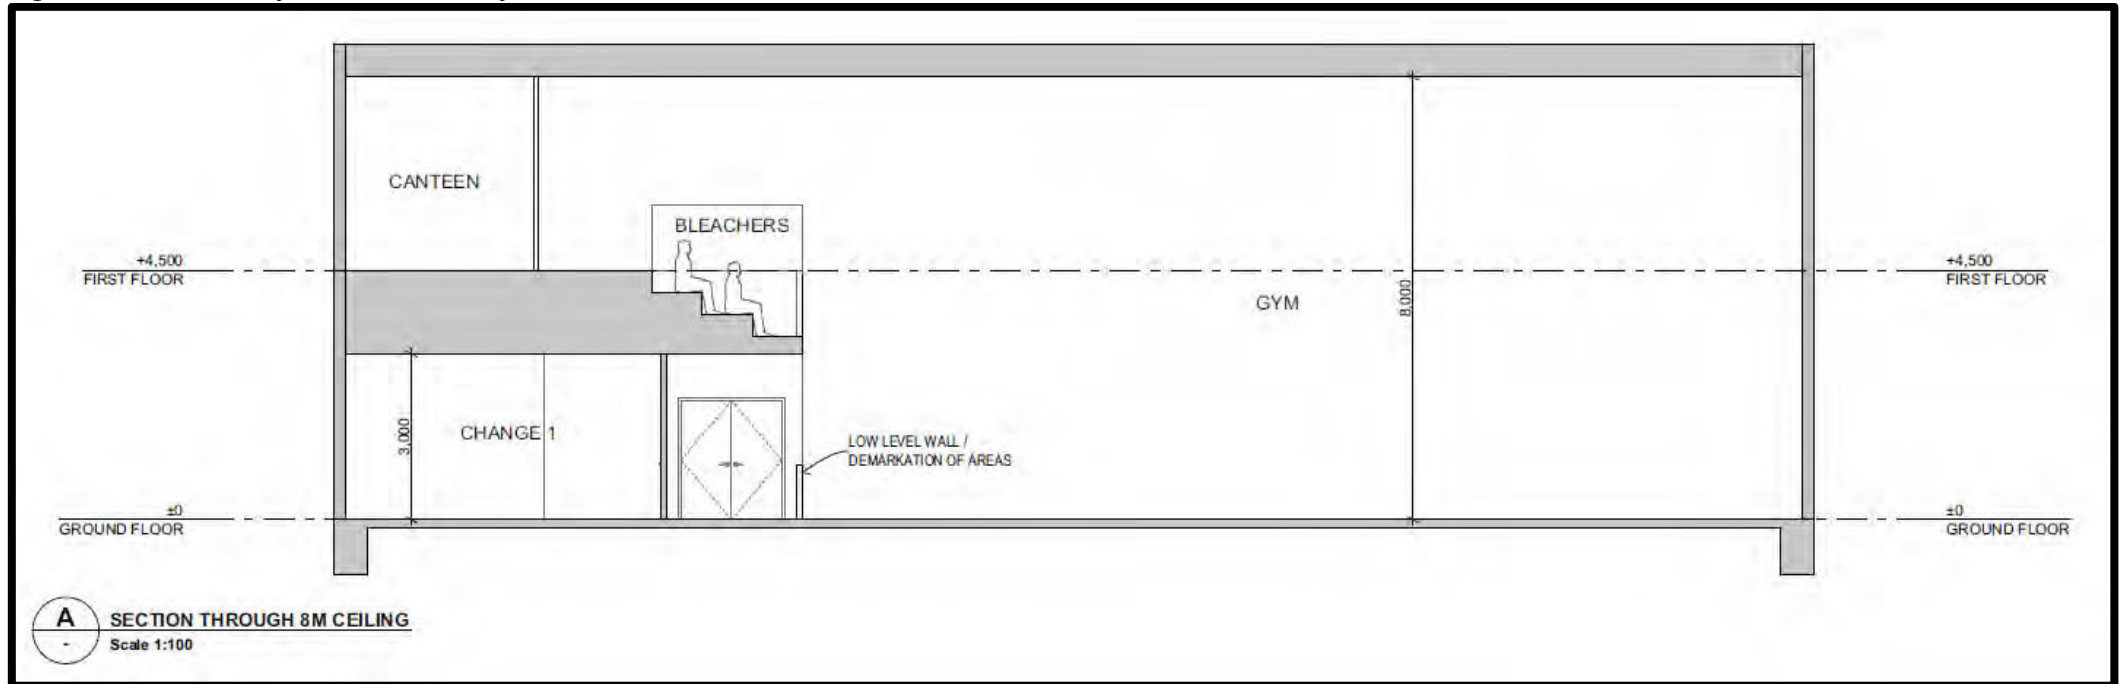 CANTEEN
BLEACHERS
+4,500
FIRST FLOOR
+4,500
FIRST FLOOR
GYM
8,000
3,000
CHANGE 1
LOW LEVEL WALL /
DEMARKATION OF AREAS
±0
GROUND FLOOR
±0
GROUND FLOOR
A
SECTION THROUGH 8M CEILING
-
Scale 1:100